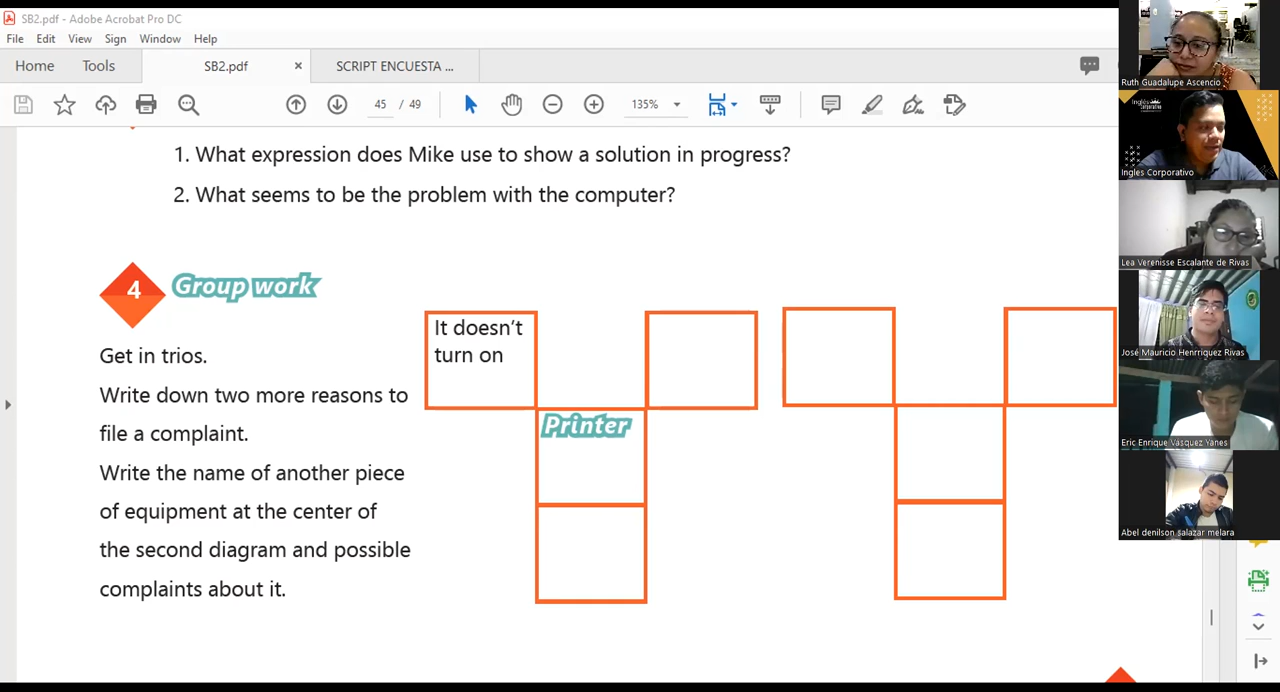 SB2.pdf - Adobe Acrobat Pro DC
File Edit View Sign Window Help
Home Tools SB2.pdf × SCRIPT ENCUESTA ...
45 / 49 135%
1. What expression does Mike use to show a solution in progress?
2. What seems to be the problem with the computer?
4 Group work
Get in trios.
Write down two more reasons to
file a complaint.
Write the name of another piece
of equipment at the center of
the second diagram and possible
complaints about it.
It doesn't
turn on
Printer
Ruth Guadalupe Ascencio
Inglés Corporativo
Ingles Corporativo
Lea Verenisse Escalante de Rivas
José Mauricio Henrriquez Rivas
Eric Enrique Vásquez Yanes
Abel denilson salazar melara